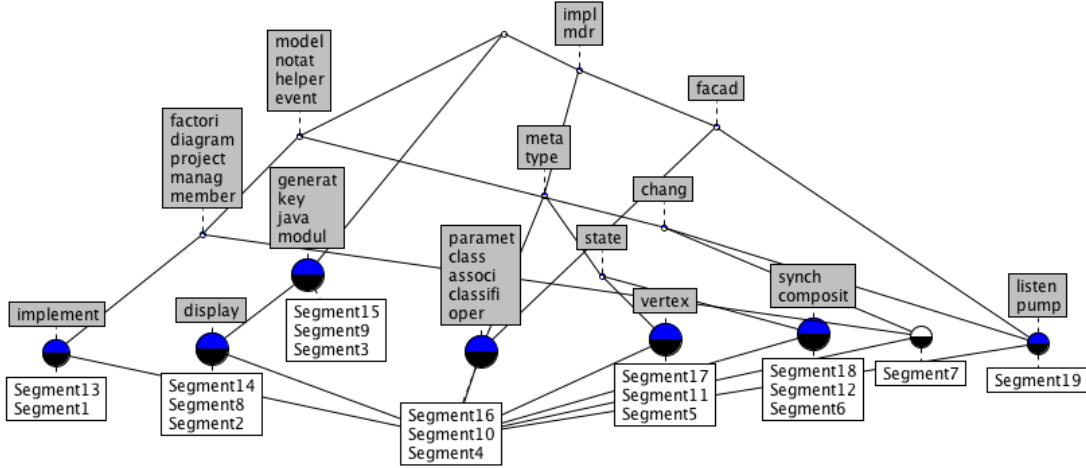 impl
mdr
model
notat
helper
event
facad
factori
diagram
project
manag
member
meta
type
generat
key
java
modul
chang
paramet
class
associ
classifi
oper
state
synch
composit
listen
pump
implement
display
vertex
Segment15
Segment9
Segment3
Segment13
Segment1
Segment14
Segment8
Segment2
Segment16
Segment10
Segment4
Segment17
Segment11
Segment5
Segment18
Segment12
Segment6
Segment7
Segment19